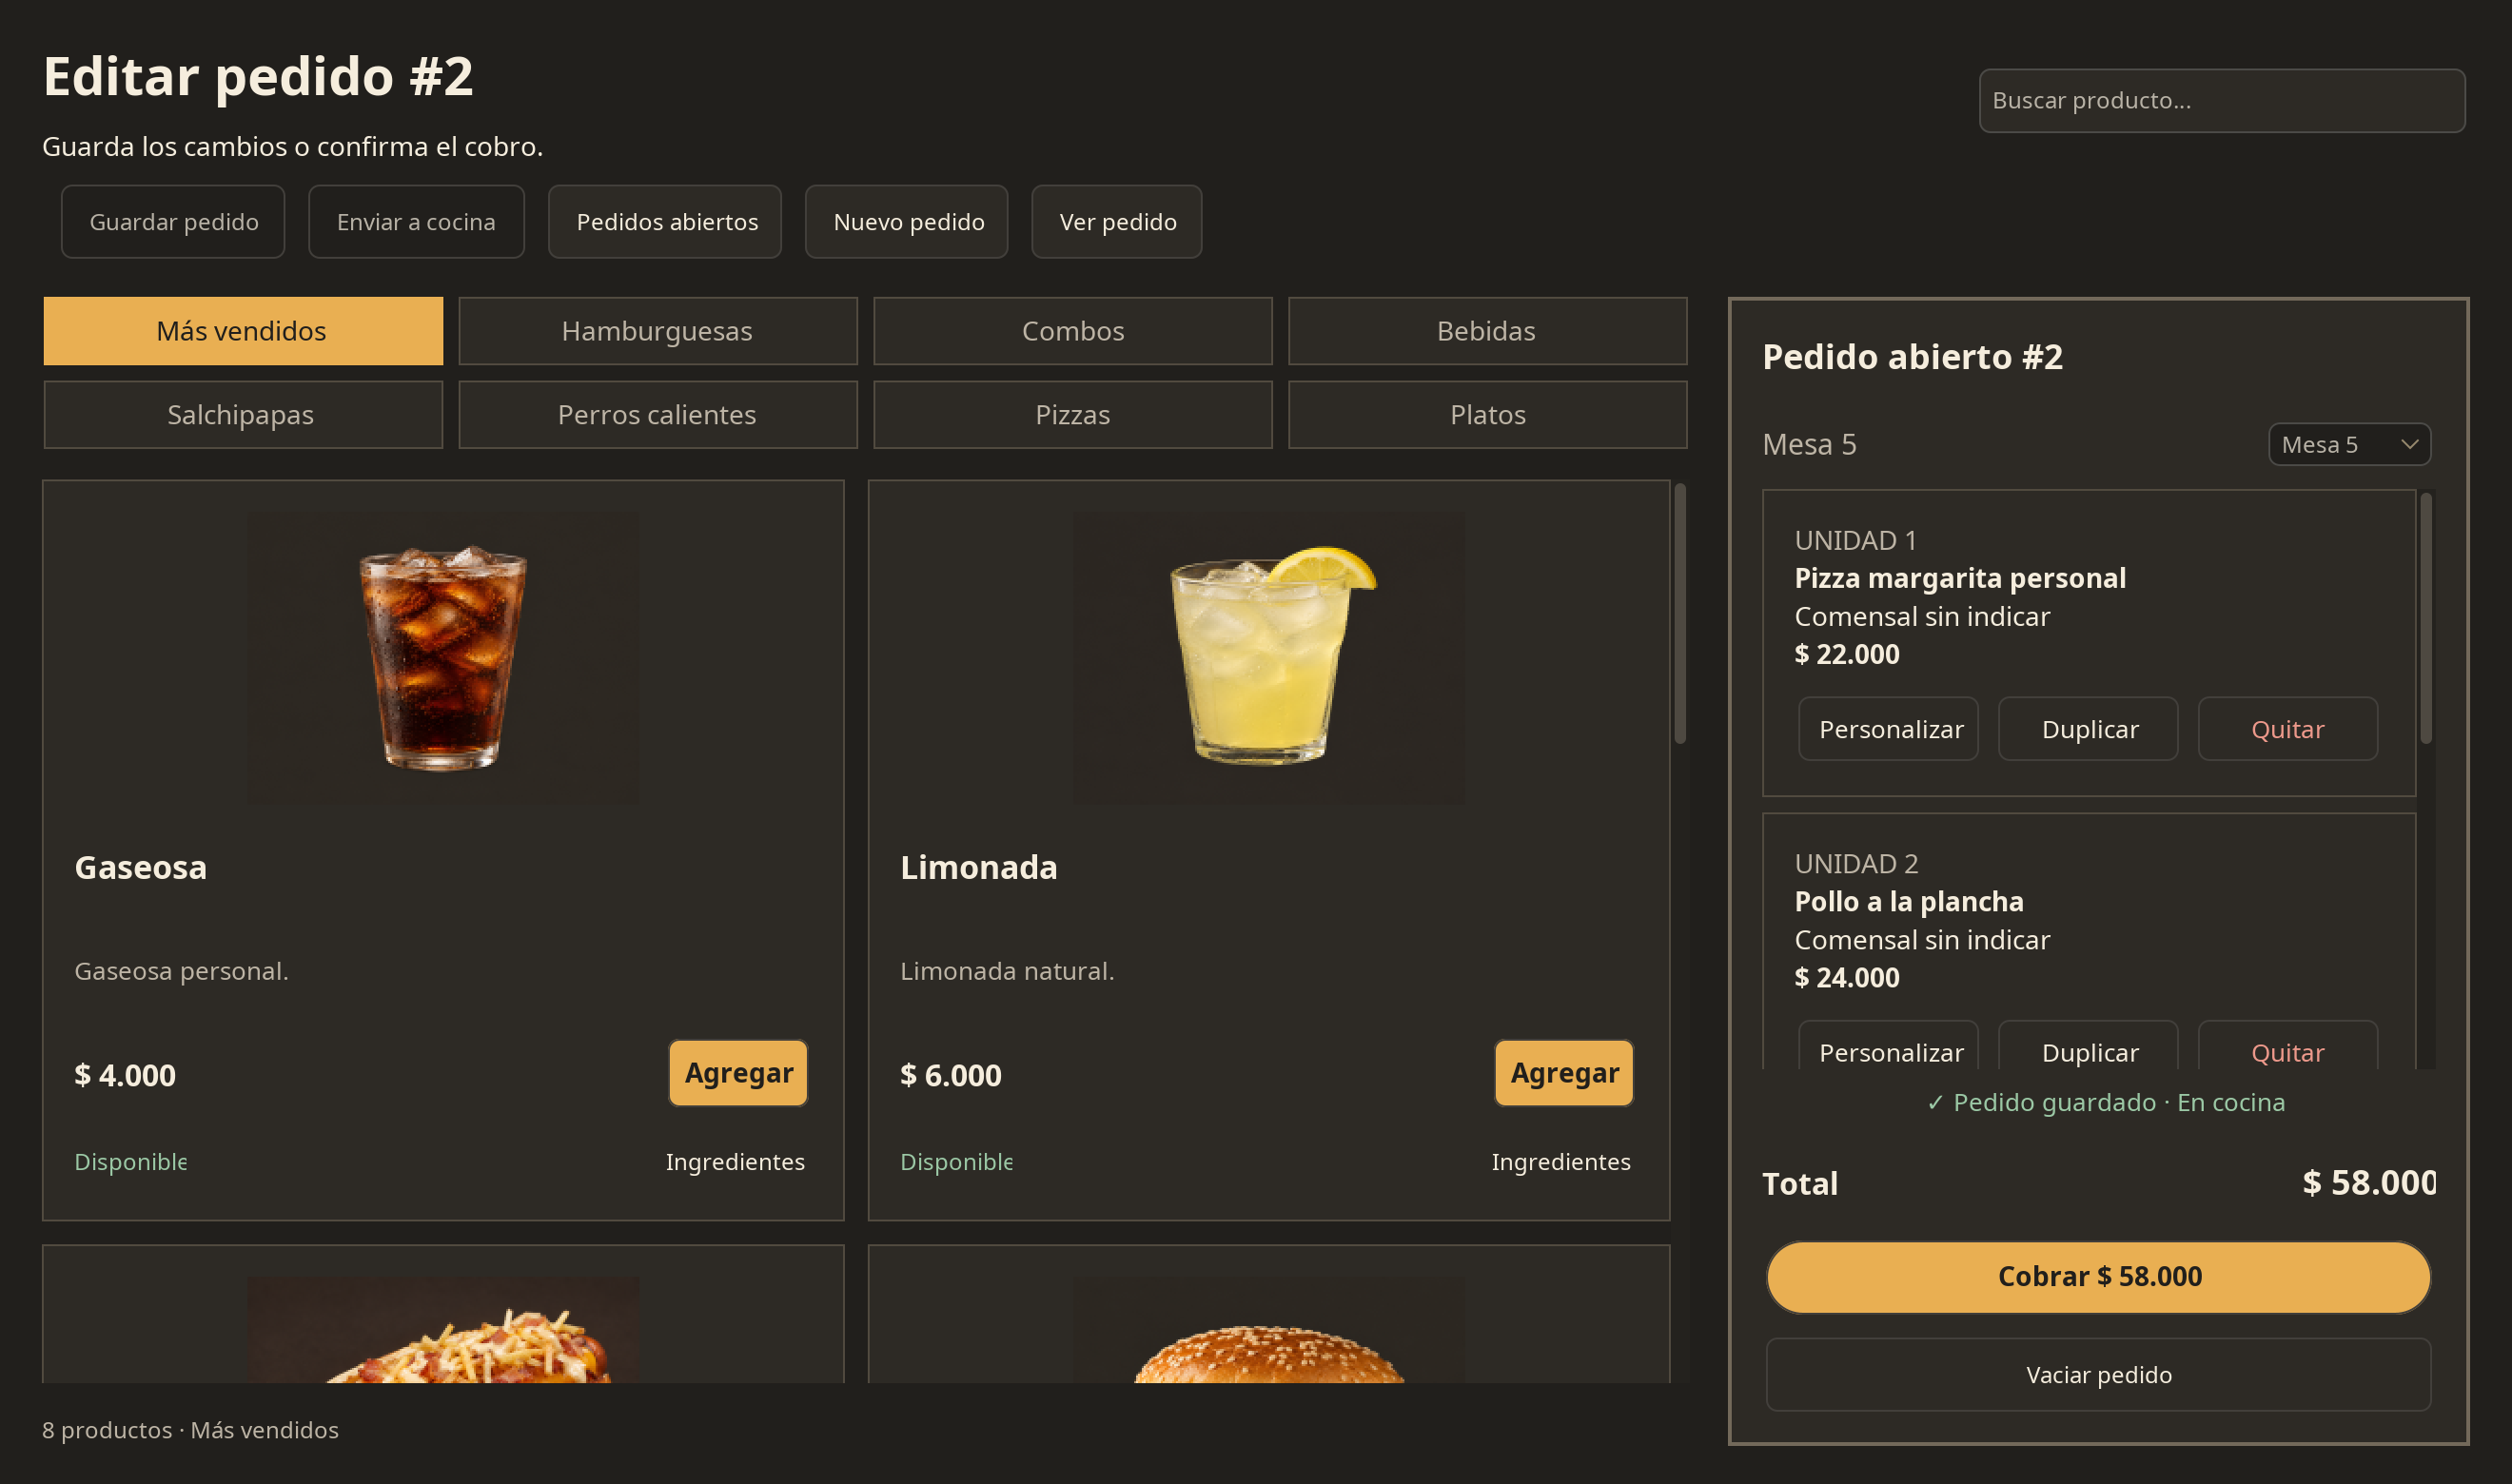 Editar pedido #2
Buscar producto...
Guarda los cambios o confirma el cobro.
Guardar pedido
Enviar a cocina
Pedidos abiertos
Nuevo pedido
Ver pedido
Más vendidos
Hamburguesas
Combos
Bebidas
Salchipapas
Perros calientes
Pizzas
Platos
Gaseosa
Gaseosa personal.
$ 4.000
Agregar
Disponible
Ingredientes
Limonada
Limonada natural.
$ 6.000
Agregar
Disponible
Ingredientes
8 productos · Más vendidos
Pedido abierto #2
Mesa 5
Mesa 5
UNIDAD 1
Pizza margarita personal
Comensal sin indicar
$ 22.000
Personalizar
Duplicar
Quitar
UNIDAD 2
Pollo a la plancha
Comensal sin indicar
$ 24.000
Personalizar
Duplicar
Quitar
✓ Pedido guardado · En cocina
Total
$ 58.000
Cobrar $ 58.000
Vaciar pedido